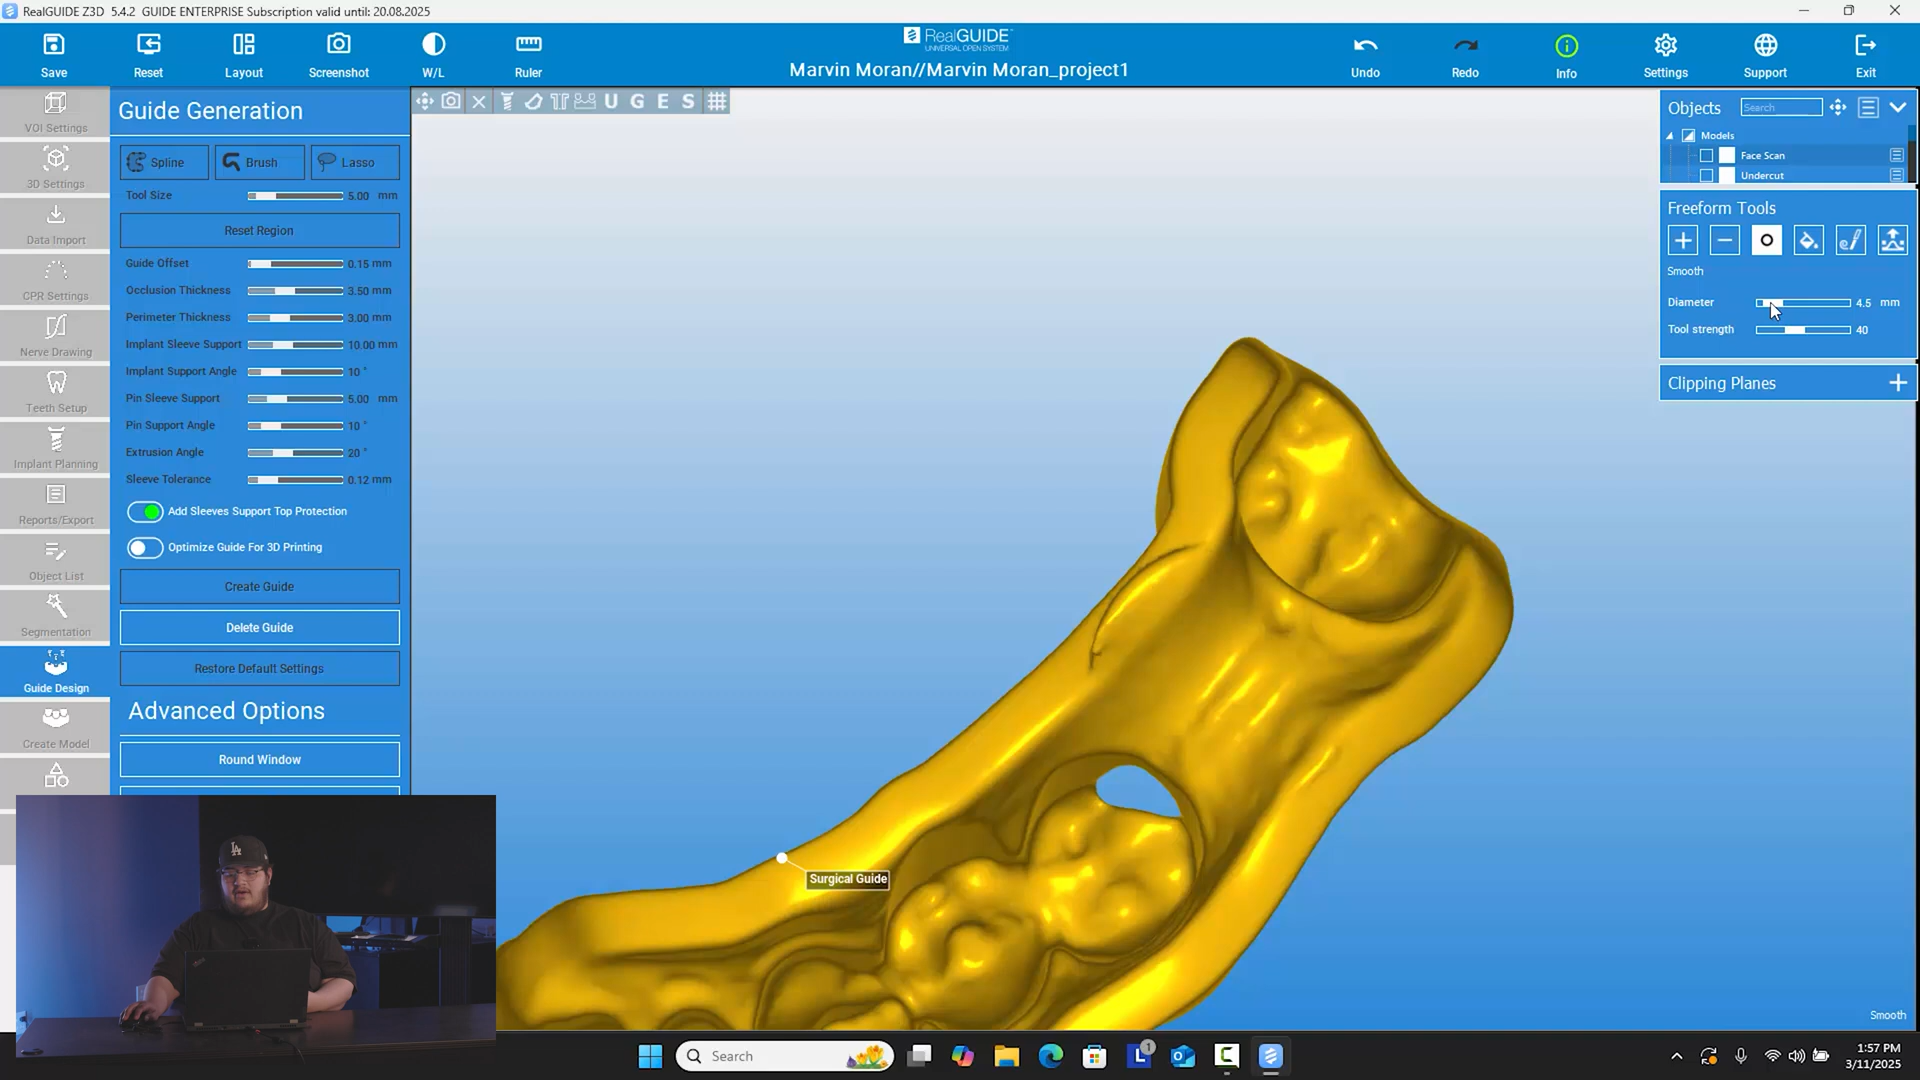 RealGUIDE Z3D 5.4.2 GUIDE ENTERPRISE Subscription valid until: 20.08.2025
Save
Reset
Layout
Screenshot
W/L
Ruler
RealGUIDE
UNIVERSAL OPEN SYSTEM
Marvin Moran//Marvin Moran_project1
Undo
Redo
Info
Settings
Support
Exit
VOI Settings
3D Settings
Data Import
CPR Settings
Nerve Drawing
Teeth Setup
Implant Planning
Reports/Export
Object List
Segmentation
Guide Design
Create Model
Guide Generation
Spline
Brush
Lasso
Tool Size 5.00 mm
Reset Region
Guide Offset 0.15 mm
Occlusion Thickness 3.50 mm
Perimeter Thickness 3.00 mm
Implant Sleeve Support 10.00 mm
Implant Support Angle 10 °
Pin Sleeve Support 5.00 mm
Pin Support Angle 10 °
Extrusion Angle 20 °
Sleeve Tolerance 0.12 mm
Add Sleeves Support Top Protection
Optimize Guide For 3D Printing
Create Guide
Delete Guide
Restore Default Settings
Advanced Options
Round Window
U G E S
Surgical Guide
Objects
Search
Models
Face Scan
Undercut
Freeform Tools
Smooth
Diameter 4.5 mm
Tool strength 40
Clipping Planes +
Smooth
LA
Search
L
1
1:57 PM
3/11/2025